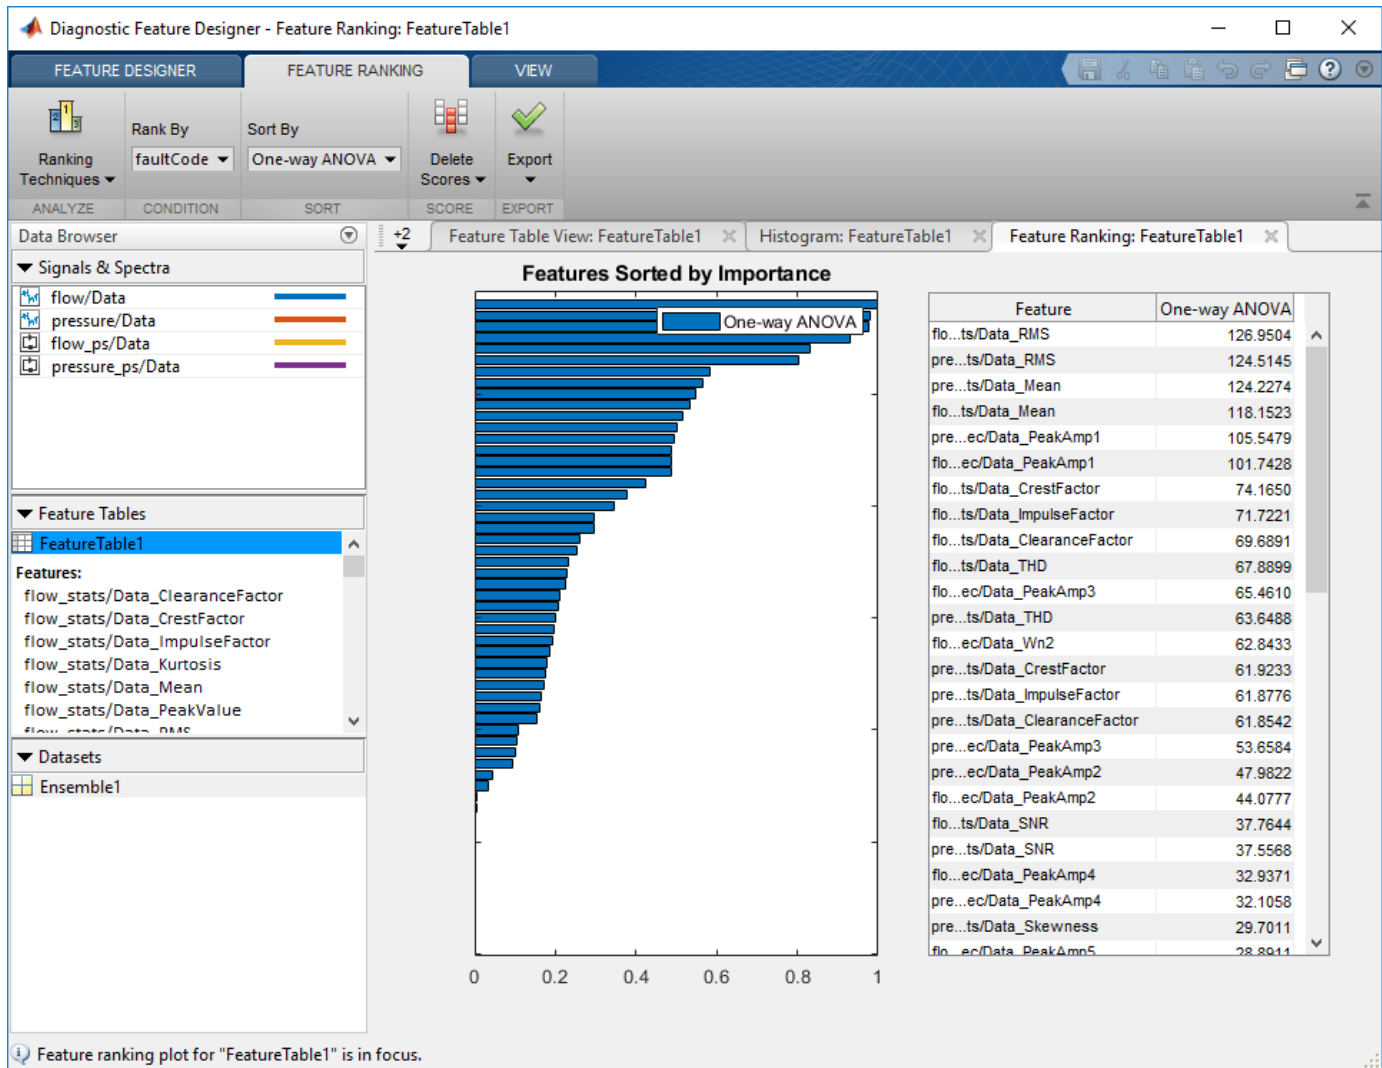 Diagnostic Feature Designer - Feature Ranking: FeatureTable1
FEATURE DESIGNER
FEATURE RANKING
VIEW
Ranking Techniques
Rank By
faultCode
Sort By
One-way ANOVA
Delete Scores
Export
ANALYZE
CONDITION
SORT
SCORE
EXPORT
Data Browser
Signals & Spectra
flow/Data
pressure/Data
flow_ps/Data
pressure_ps/Data
Feature Tables
FeatureTable1
Features:
flow_stats/Data_ClearanceFactor
flow_stats/Data_CrestFactor
flow_stats/Data_ImpulseFactor
flow_stats/Data_Kurtosis
flow_stats/Data_Mean
flow_stats/Data_PeakValue
flow_stats/Data_RMS
Datasets
Ensemble1
+2
Feature Table View: FeatureTable1
Histogram: FeatureTable1
Feature Ranking: FeatureTable1
Features Sorted by Importance
One-way ANOVA
0 0.2 0.4 0.6 0.8 1
Feature One-way ANOVA
flo...ts/Data_RMS 126.9504
pre...ts/Data_RMS 124.5145
pre...ts/Data_Mean 124.2274
flo...ts/Data_Mean 118.1523
pre...ec/Data_PeakAmp1 105.5479
flo...ec/Data_PeakAmp1 101.7428
flo...ts/Data_CrestFactor 74.1650
flo...ts/Data_ImpulseFactor 71.7221
flo...ts/Data_ClearanceFactor 69.6891
flo...ts/Data_THD 67.8899
flo...ec/Data_PeakAmp3 65.4610
pre...ts/Data_THD 63.6488
flo...ec/Data_Wn2 62.8433
pre...ts/Data_CrestFactor 61.9233
pre...ts/Data_ImpulseFactor 61.8776
pre...ts/Data_ClearanceFactor 61.8542
pre...ec/Data_PeakAmp3 53.6584
pre...ec/Data_PeakAmp2 47.9822
flo...ec/Data_PeakAmp2 44.0777
flo...ts/Data_SNR 37.7644
pre...ts/Data_SNR 37.5568
flo...ec/Data_PeakAmp4 32.9371
pre...ec/Data_PeakAmp4 32.1058
pre...ts/Data_Skewness 29.7011
flo...ec/Data_PeakAmp5 28.8911
Feature ranking plot for "FeatureTable1" is in focus.